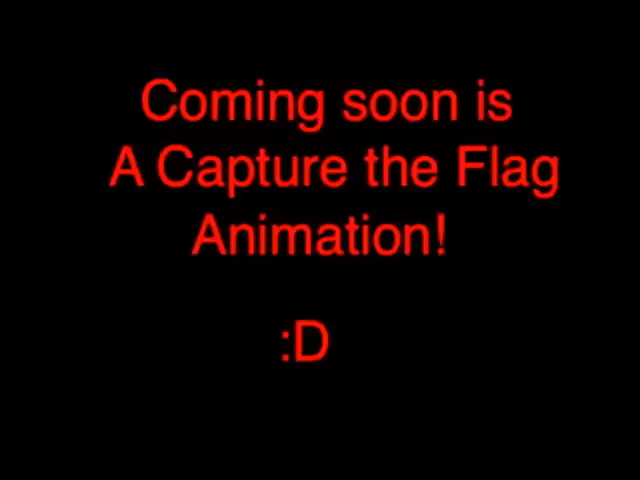 Coming soon is
A Capture the Flag
Animation!
:D